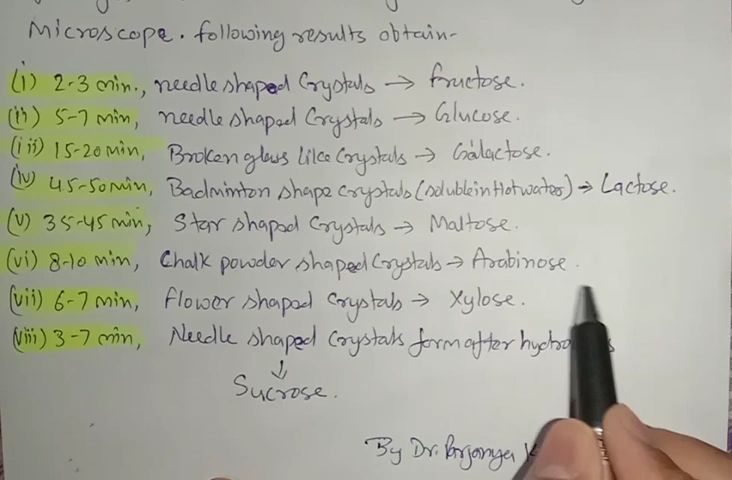 Microscope. following results obtain-
(i) 2-3 min., needle shaped Crystals → fructose.
(ii) 5-7 min, needle shaped Crystals → Glucose.
(iii) 15-20 min, Broken glass like Crystals → Galactose.
(iv) 45-50 min, Badminton shape crystals (soluble in Hot water) → Lactose.
(v) 35-45 min, Star shaped Crystals → Maltose.
(vi) 8-10 min, Chalk powder shaped Crystals → Arabinose.
(vii) 6-7 min, flower shaped Crystals → Xylose.
(viii) 3-7 min, Needle shaped Crystals form after
↓
Sucrose.
By Dr.